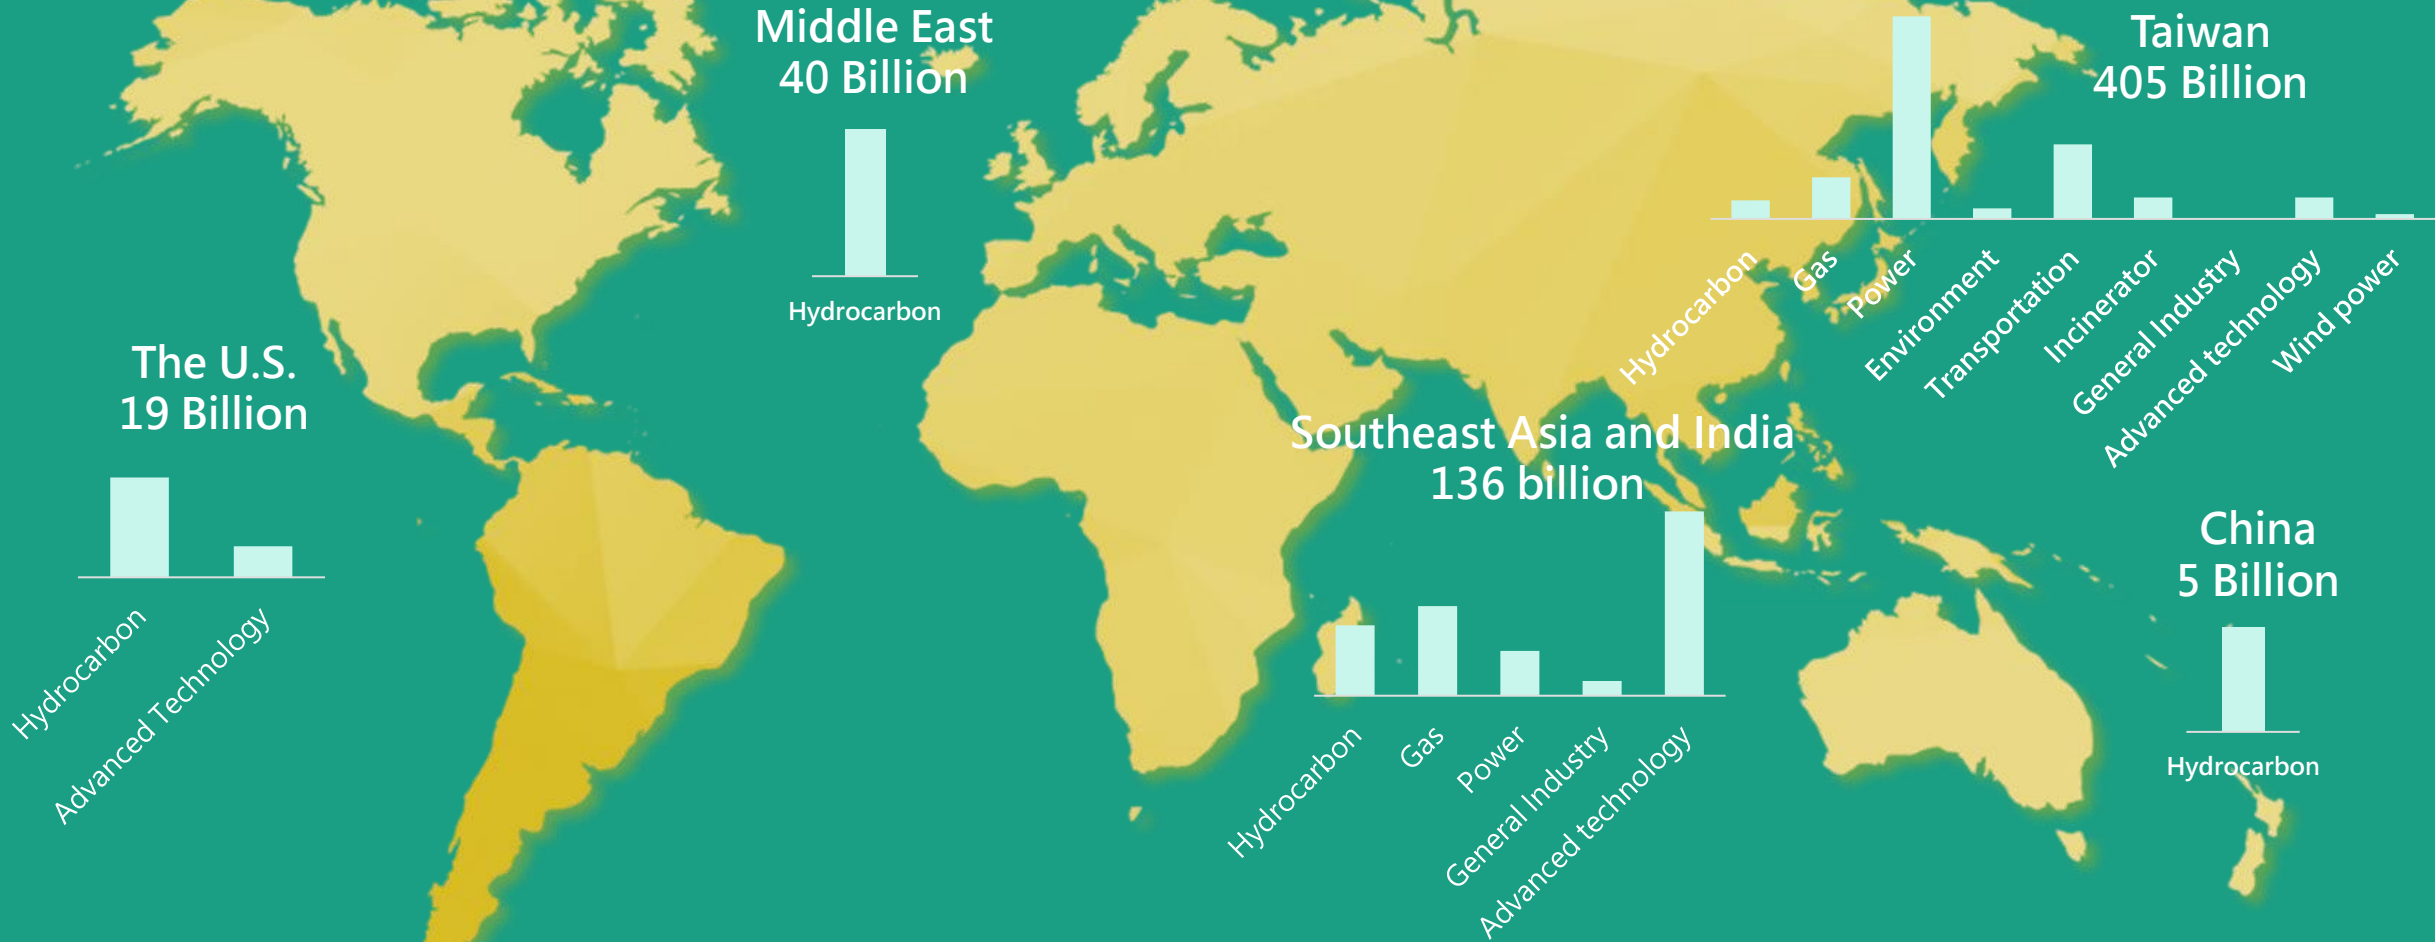 Middle East
40 Billion
Hydrocarbon
Taiwan
405 Billion
Hydrocarbon
Gas
Power
Environment
Transportation
Incinerator
General Industry
Advanced technology
Wind power
The U.S.
19 Billion
Hydrocarbon
Advanced Technology
Southeast Asia and India
136 billion
Hydrocarbon
Gas
Power
General Industry
Advanced technology
China
5 Billion
Hydrocarbon